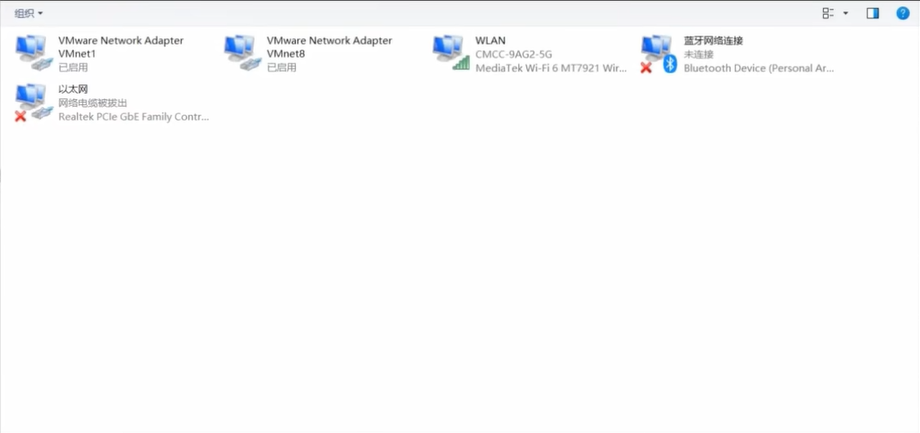 组织
VMware Network Adapter
VMnet1
已启用
VMware Network Adapter
VMnet8
已启用
WLAN
CMCC-9AG2-5G
MediaTek Wi-Fi 6 MT7921 Wir...
蓝牙网络连接
未连接
Bluetooth Device (Personal Ar...
以太网
网络电缆被拔出
Realtek PCIe GbE Family Contr...